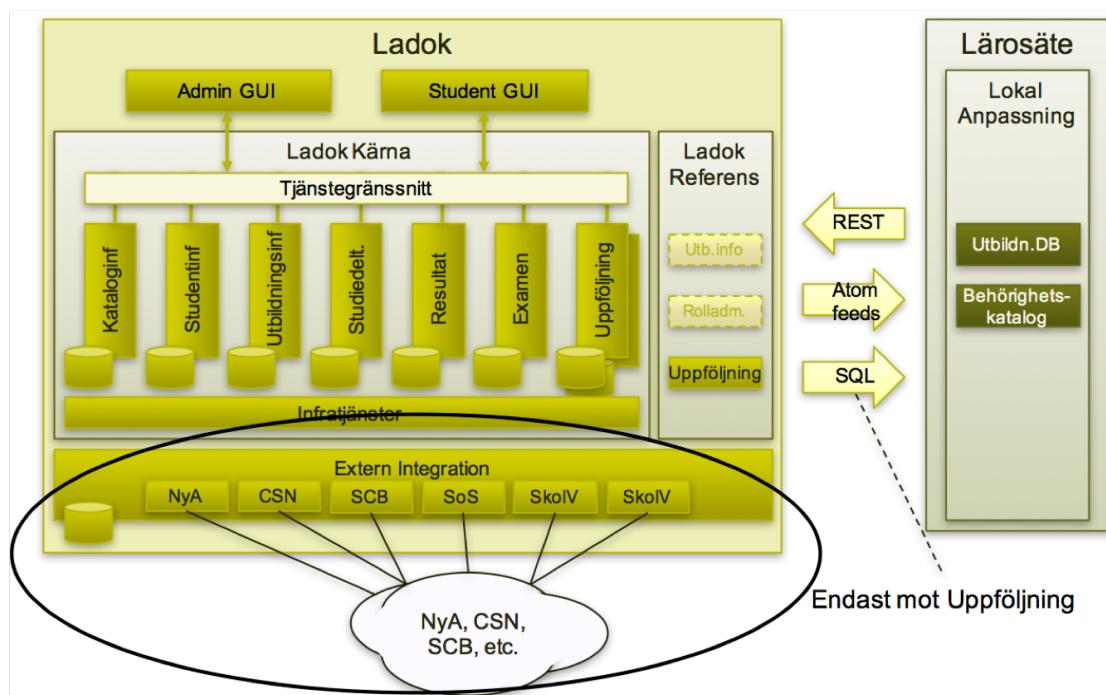 Ladok
Admin GUI
Student GUI
Ladok Kärna
Tjänstegränssnitt
Kataloginf
Studentinf
Utbildningsinf
Studiedelt.
Resultat
Examen
Uppföljning
Infratjänster
Ladok
Referens
Utb.info
Rolladm.
Uppföljning
Extern Integration
NyA
CSN
SCB
SoS
SkolV
SkolV
NyA, CSN,
SCB, etc.
REST
Atom
feeds
SQL
Endast mot Uppföljning
Lärosäte
Lokal
Anpassning
Utbildn.DB
Behörighets-
katalog